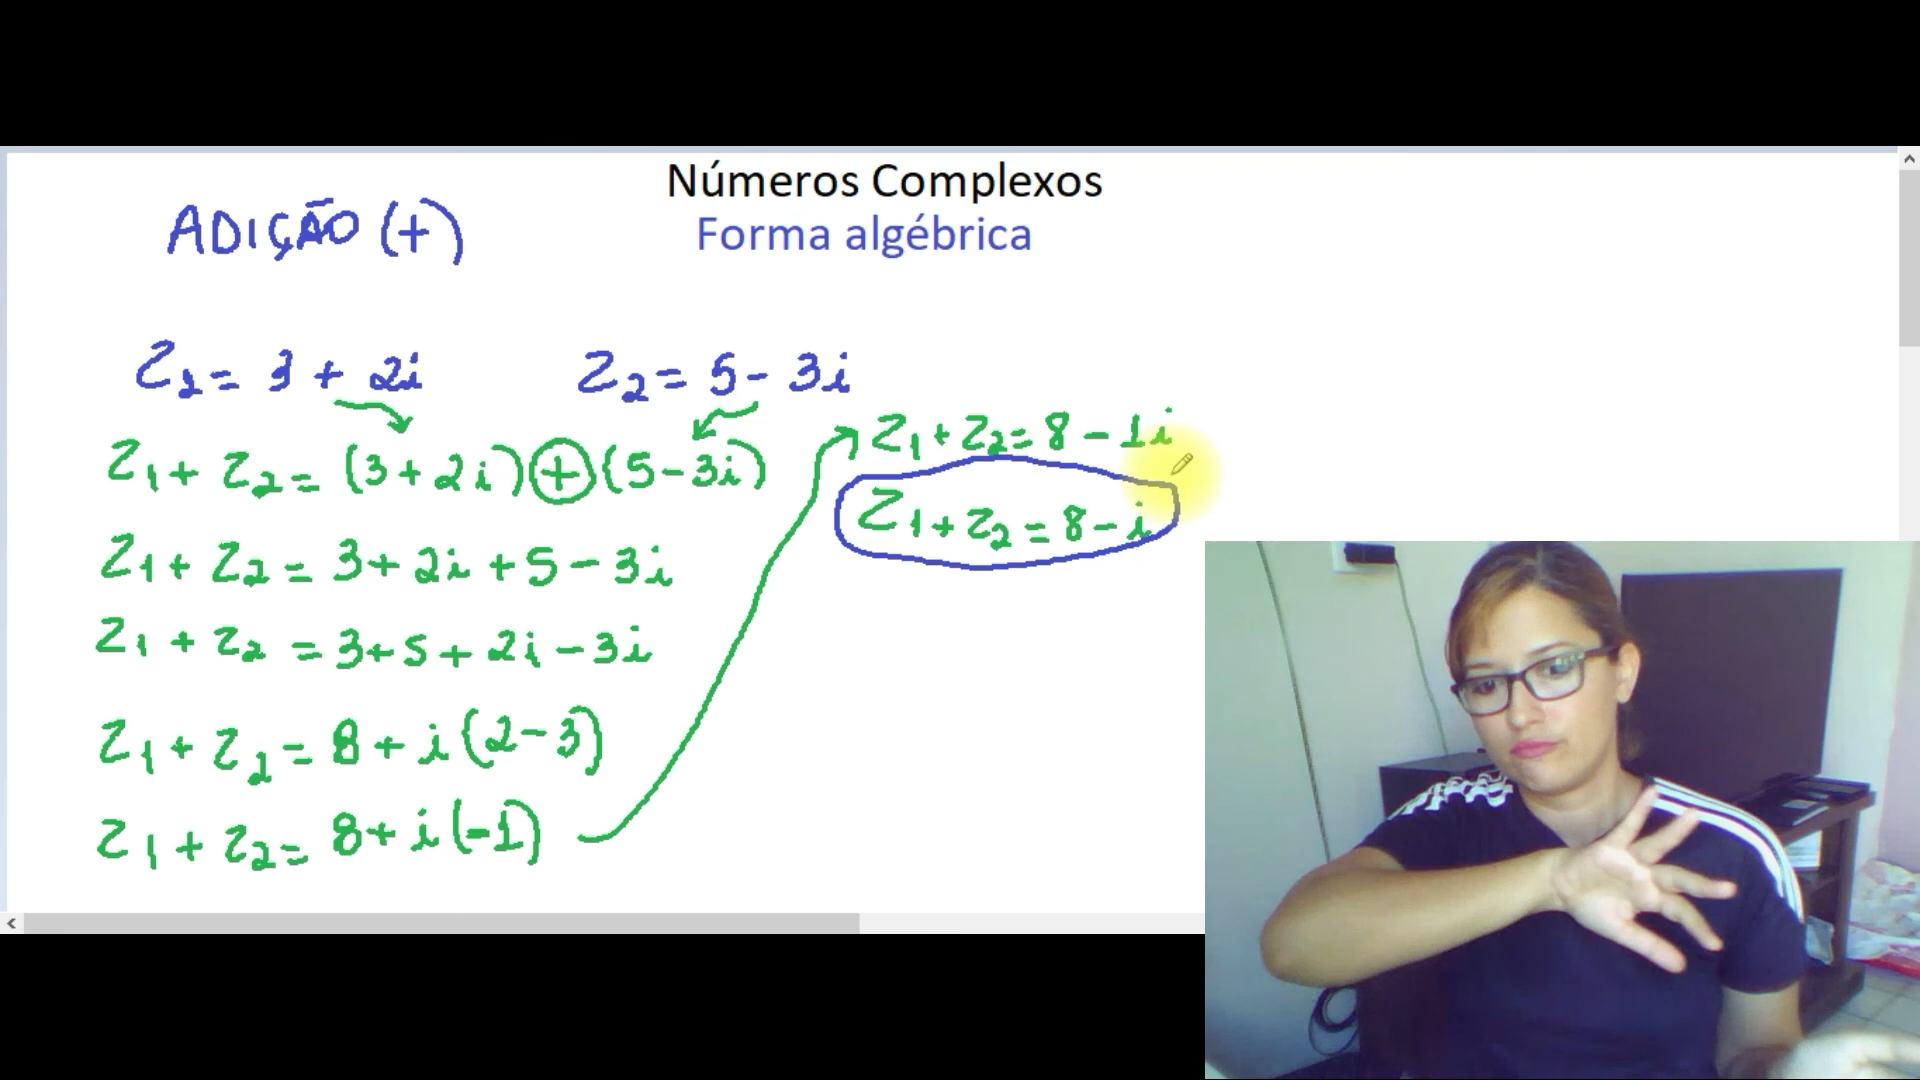 Números Complexos
Forma algébrica
ADIÇÃO (+)
Z₁ = 3 + 2i
Z₂ = 5 - 3i
Z₁ + Z₂ = (3 + 2i) + (5 - 3i)
Z₁ + Z₂ = 3 + 2i + 5 - 3i
Z₁ + Z₂ = 3 + 5 + 2i - 3i
Z₁ + Z₂ = 8 + i (2 - 3)
Z₁ + Z₂ = 8 + i (-1)
Z₁ + Z₂ = 8 - 1i
Z₁ + Z₂ = 8 - i